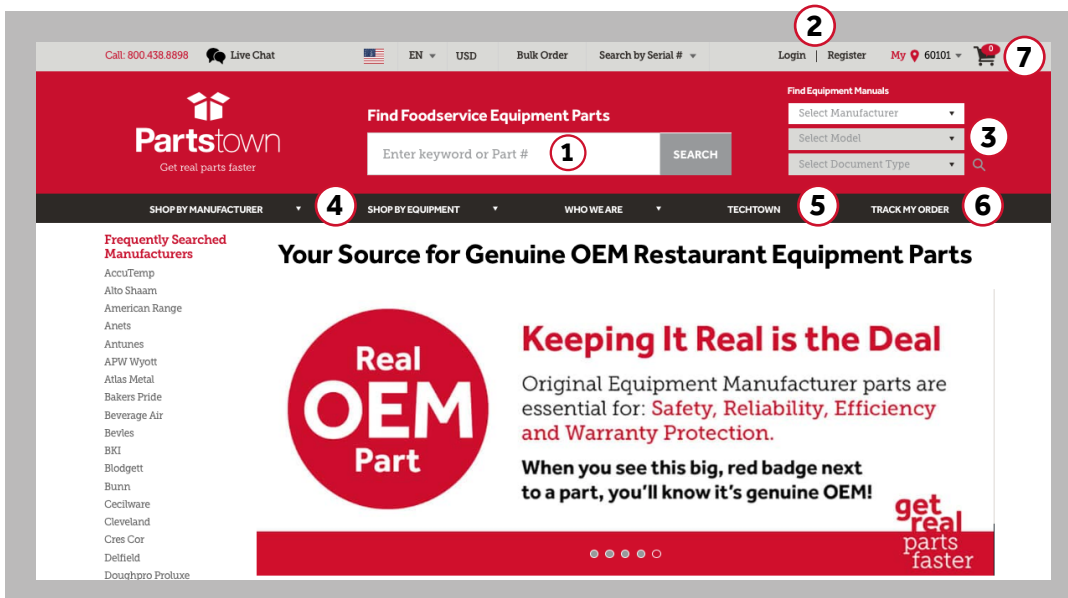 2
Call: 800.438.8898 Live Chat EN USD Bulk Order Search by Serial # Login | Register My 60101 0 7
Find Equipment Manuals
Select Manufacturer
Select Model 3
Select Document Type
Partstown
Get real parts faster
Find Foodservice Equipment Parts
Enter keyword or Part # 1 SEARCH
SHOP BY MANUFACTURER 4 SHOP BY EQUIPMENT WHO WE ARE TECHTOWN 5 TRACK MY ORDER 6
Frequently Searched
Manufacturers
AccuTemp
Alto Shaam
American Range
Anets
Antunes
APW Wyott
Atlas Metal
Bakers Pride
Beverage Air
Bevles
BKI
Blodgett
Bunn
Cecilware
Cleveland
Cres Cor
Delfield
Doughpro Proluxe
Your Source for Genuine OEM Restaurant Equipment Parts
Real
OEM
Part
Keeping It Real is the Deal
Original Equipment Manufacturer parts are
essential for: Safety, Reliability, Efficiency
and Warranty Protection.
When you see this big, red badge next
to a part, you'll know it's genuine OEM!
get
real
parts
faster